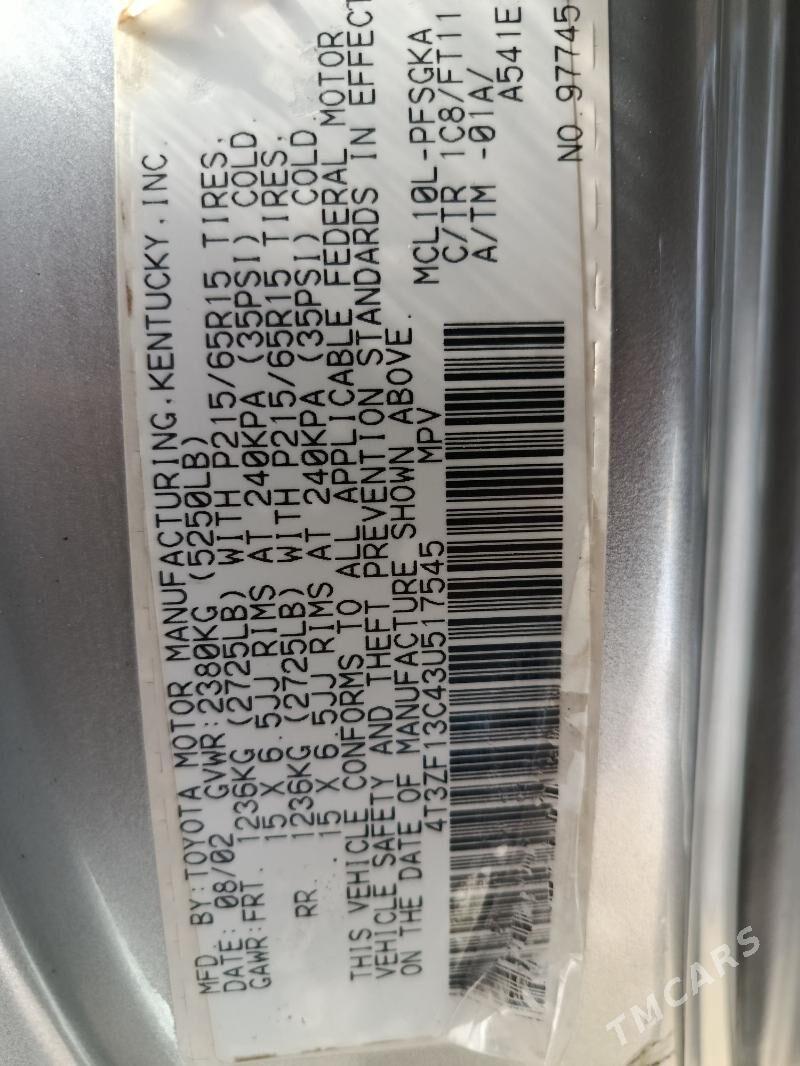 MFD. BY:TOYOTA MOTOR MANUFACTURING,KENTUCKY,INC.
DATE: 08/02 GVWR:2380KG(5250LB)
GAWR:FRT. 1236KG (2725LB) WITH P215/65R15 TIRES,
15 X 6.5JJ RIMS AT 240KPA (35PSI) COLD.
RR. 1236KG (2725LB) WITH P215/65R15 TIRES,
15 X 6.5JJ RIMS AT 240KPA (35PSI) COLD.
THIS VEHICLE CONFORMS TO ALL APPLICABLE FEDERAL MOTOR
VEHICLE SAFETY AND THEFT PREVENTION STANDARDS IN EFFECT
ON THE DATE OF MANUFACTURE SHOWN ABOVE.
4T3ZF13C43U517545 MPV
MCL10L-PFSGKA
C/TR 1C8/FT11
A/TM -01A/
A541E
NO.97745
TMCARS